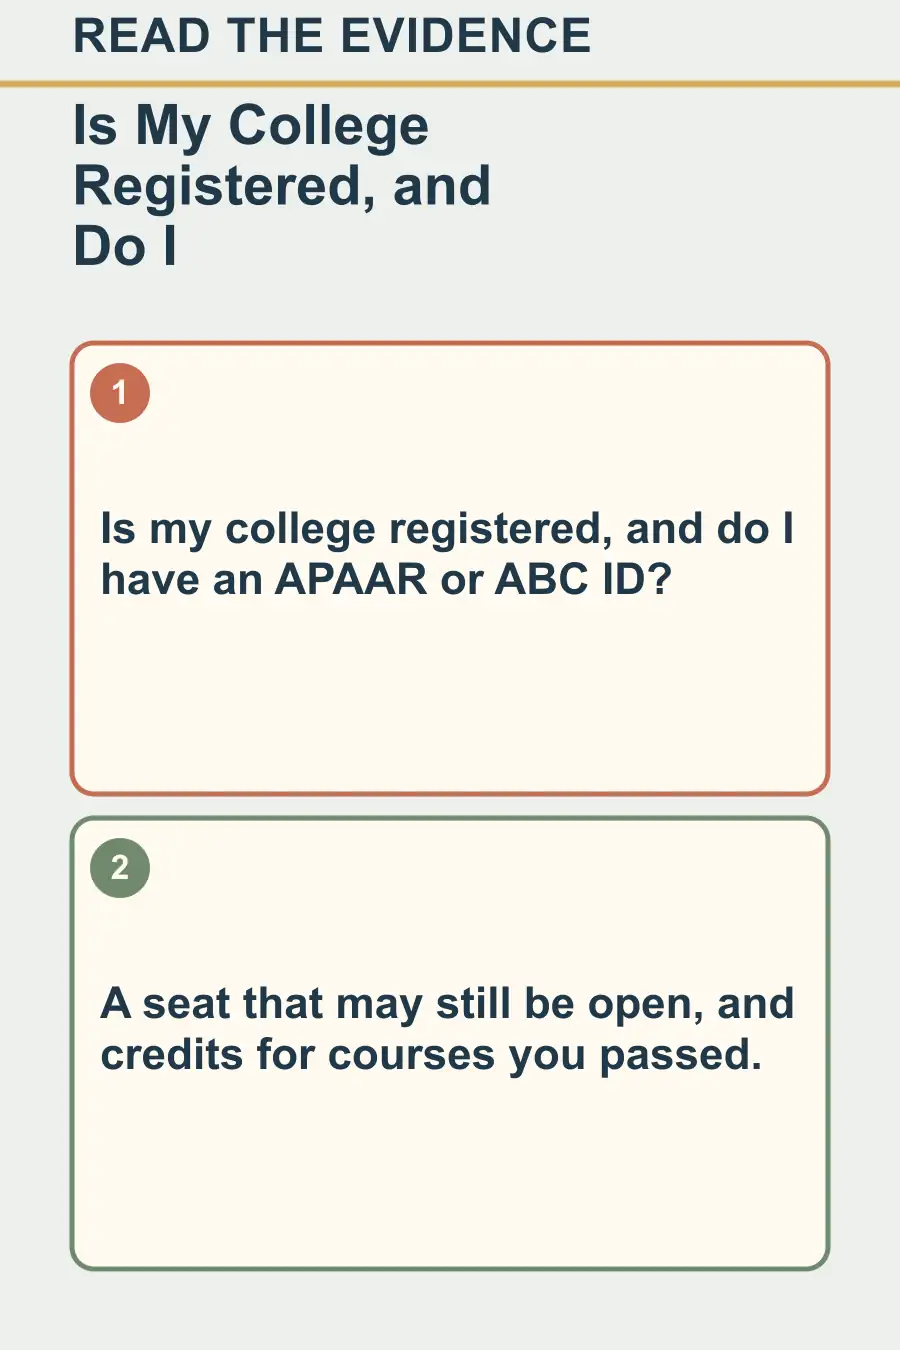 READ THE EVIDENCE
Is My College
Registered, and
Do I
1
Is my college registered, and do I
have an APAAR or ABC ID?
2
A seat that may still be open, and
credits for courses you passed.